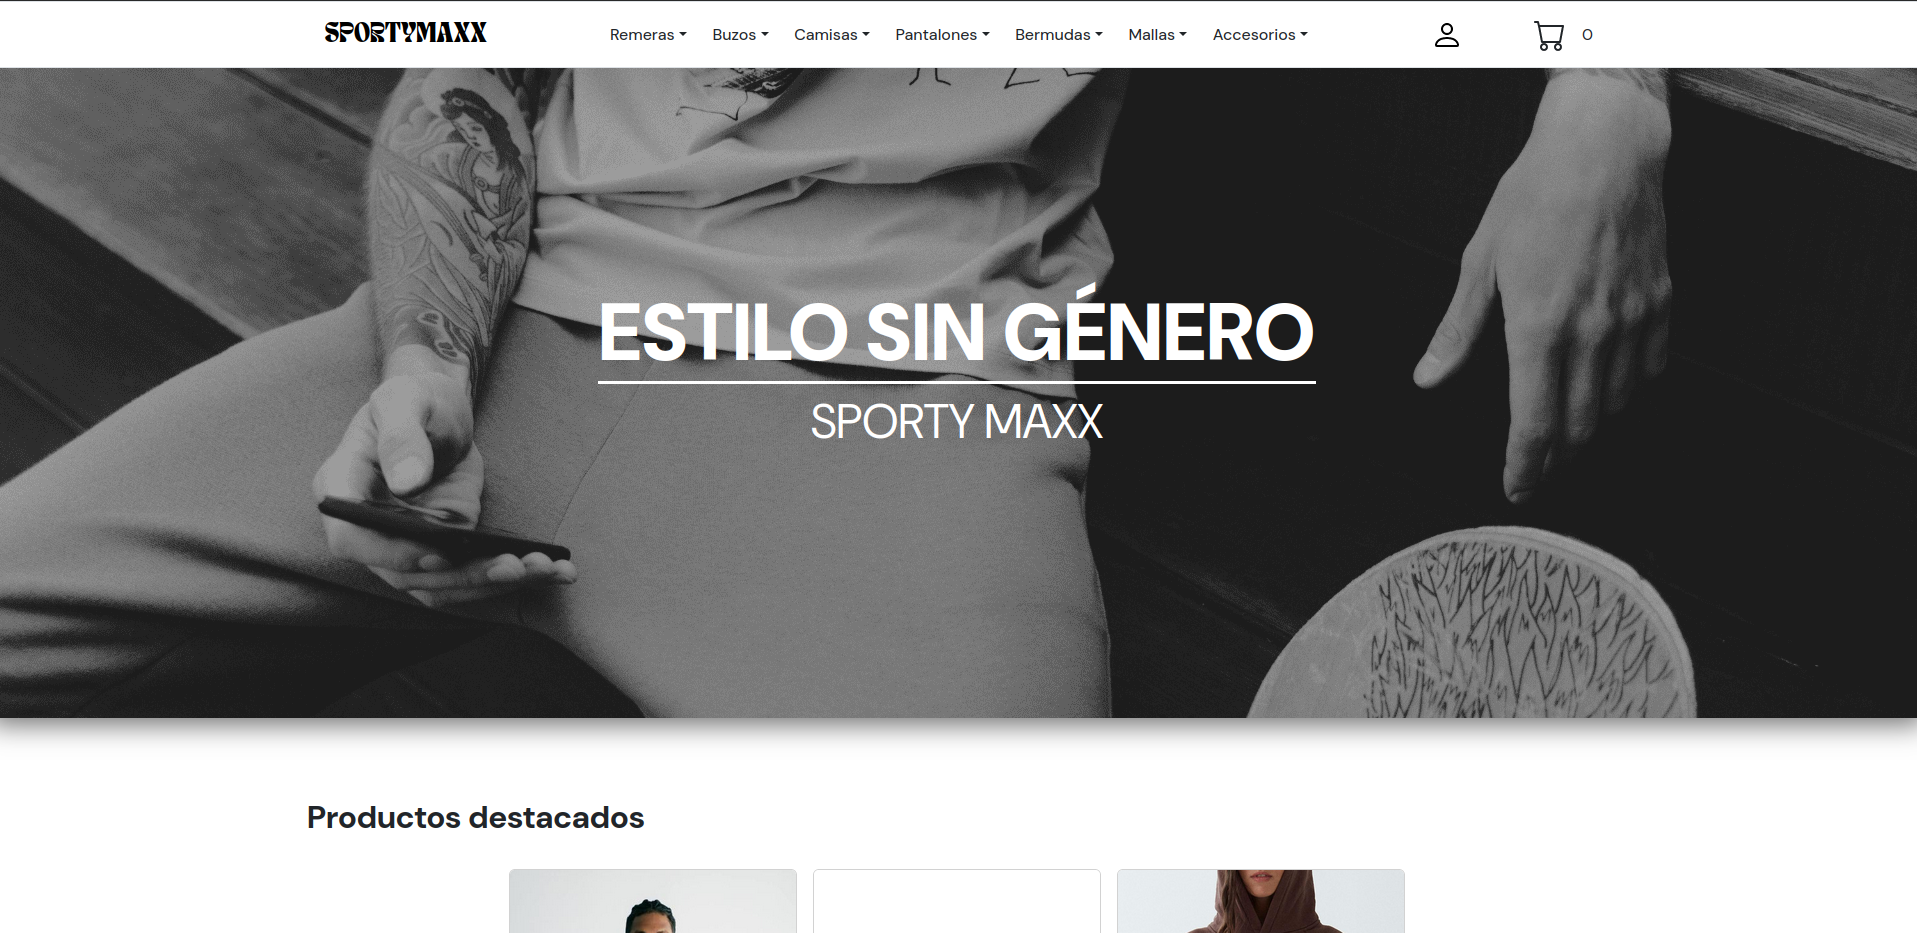 SPORTYMAXX
Remeras Buzos Camisas Pantalones Bermudas Mallas Accesorios
0
ESTILO SIN GÉNERO
SPORTY MAXX
Productos destacados